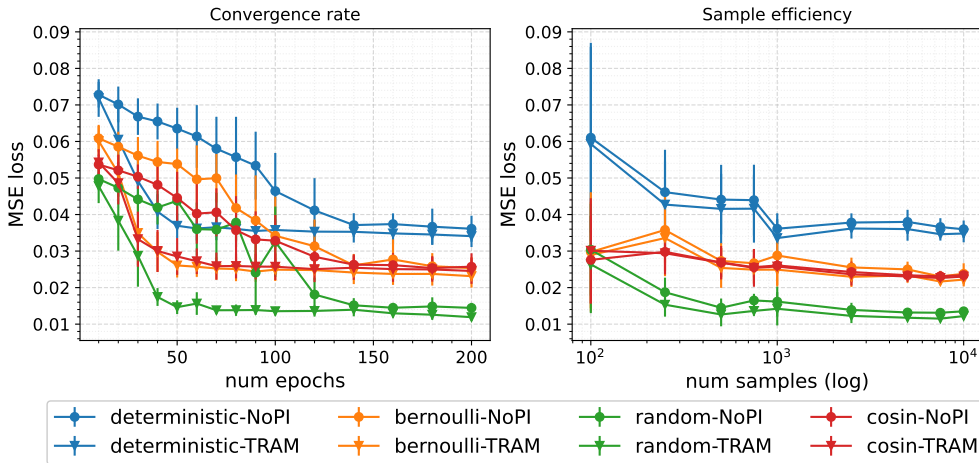 Convergence rate
MSE loss
0.09
0.08
0.07
0.06
0.05
0.04
0.03
0.02
0.01
50
100
150
200
num epochs
Sample efficiency
MSE loss
0.09
0.08
0.07
0.06
0.05
0.04
0.03
0.02
0.01
10²
10³
10⁴
num samples (log)
deterministic-NoPI
bernoulli-NoPI
random-NoPI
cosin-NoPI
deterministic-TRAM
bernoulli-TRAM
random-TRAM
cosin-TRAM